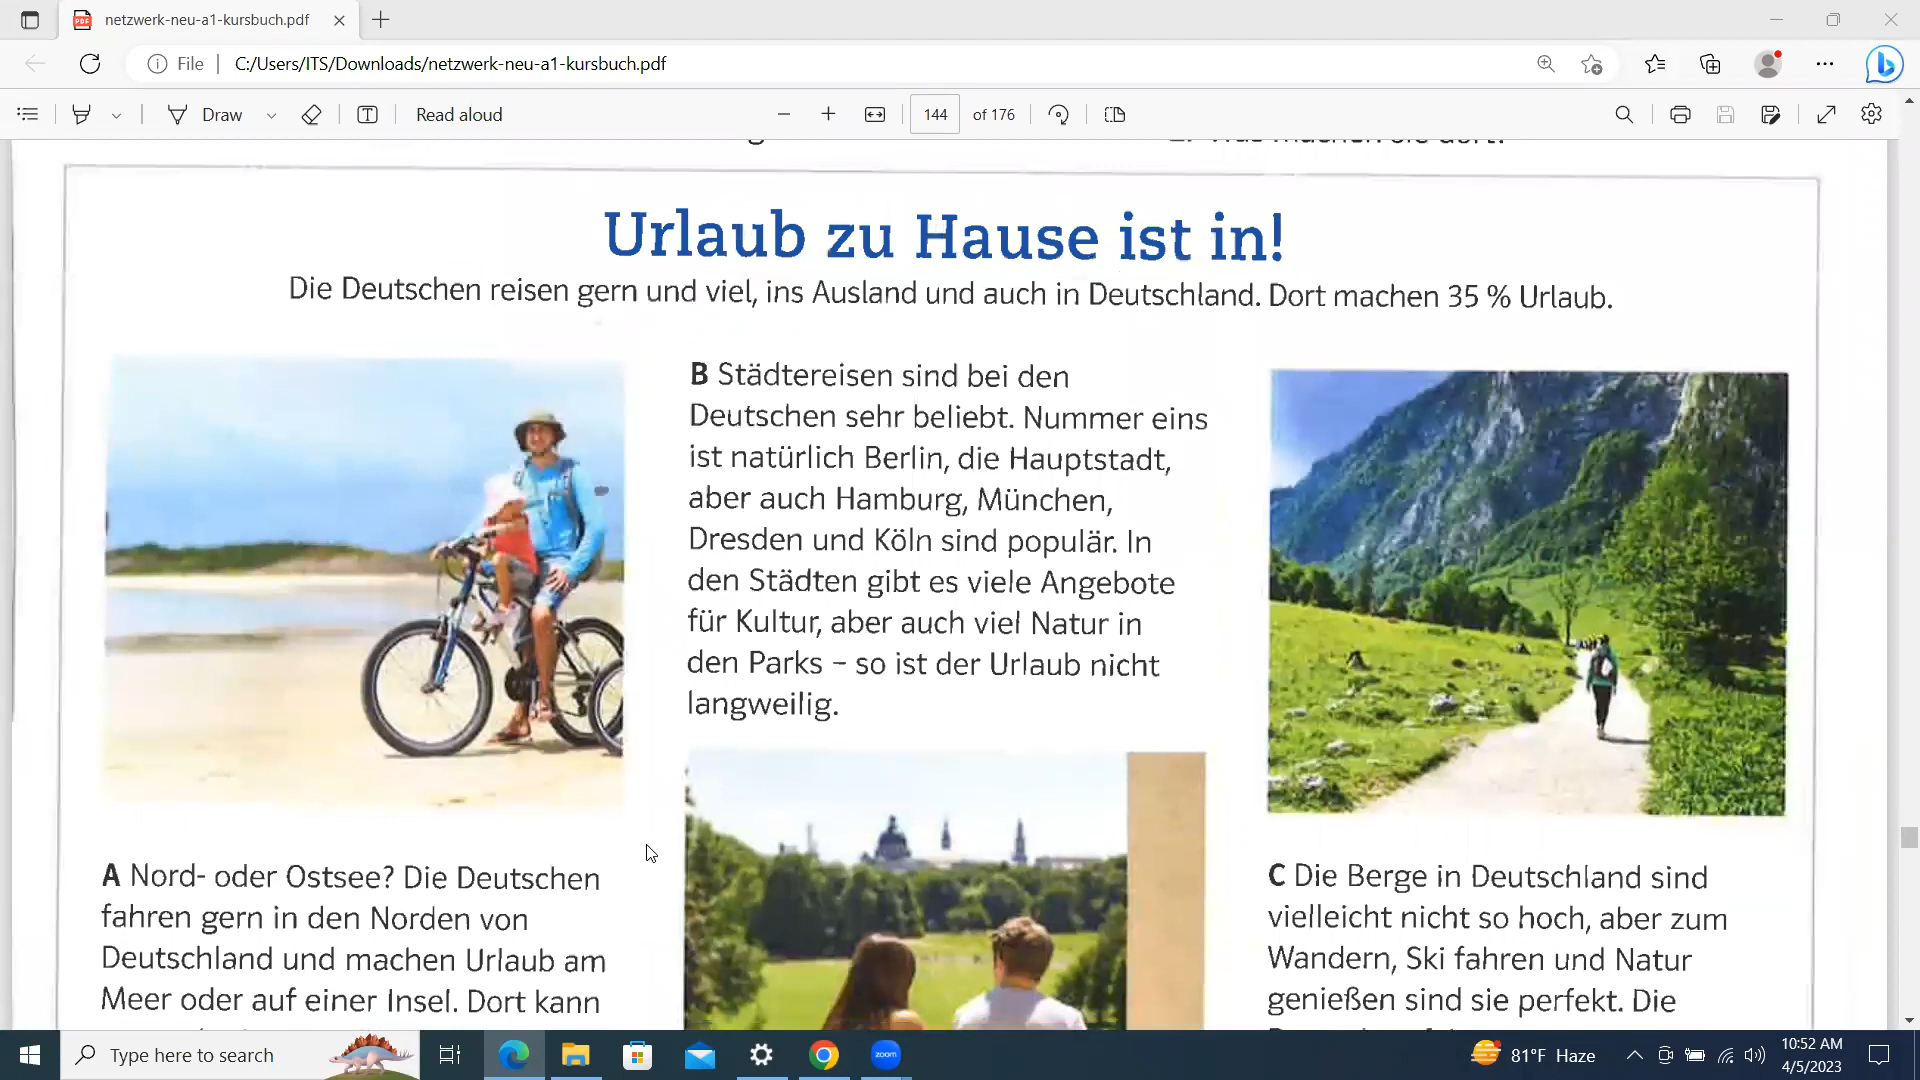 netzwerk-neu-a1-kursbuch.pdf
File
C:/Users/ITS/Downloads/netzwerk-neu-a1-kursbuch.pdf
Draw
Read aloud
144 of 176
Urlaub zu Hause ist in!
Die Deutschen reisen gern und viel, ins Ausland und auch in Deutschland. Dort machen 35 % Urlaub.
B Städtereisen sind bei den
Deutschen sehr beliebt. Nummer eins
ist natürlich Berlin, die Hauptstadt,
aber auch Hamburg, München,
Dresden und Köln sind populär. In
den Städten gibt es viele Angebote
für Kultur, aber auch viel Natur in
den Parks – so ist der Urlaub nicht
langweilig.
A Nord- oder Ostsee? Die Deutschen
fahren gern in den Norden von
Deutschland und machen Urlaub am
Meer oder auf einer Insel. Dort kann
C Die Berge in Deutschland sind
vielleicht nicht so hoch, aber zum
Wandern, Ski fahren und Natur
genießen sind sie perfekt. Die
Type here to search
zoom
81°F Haze
10:52 AM
4/5/2023